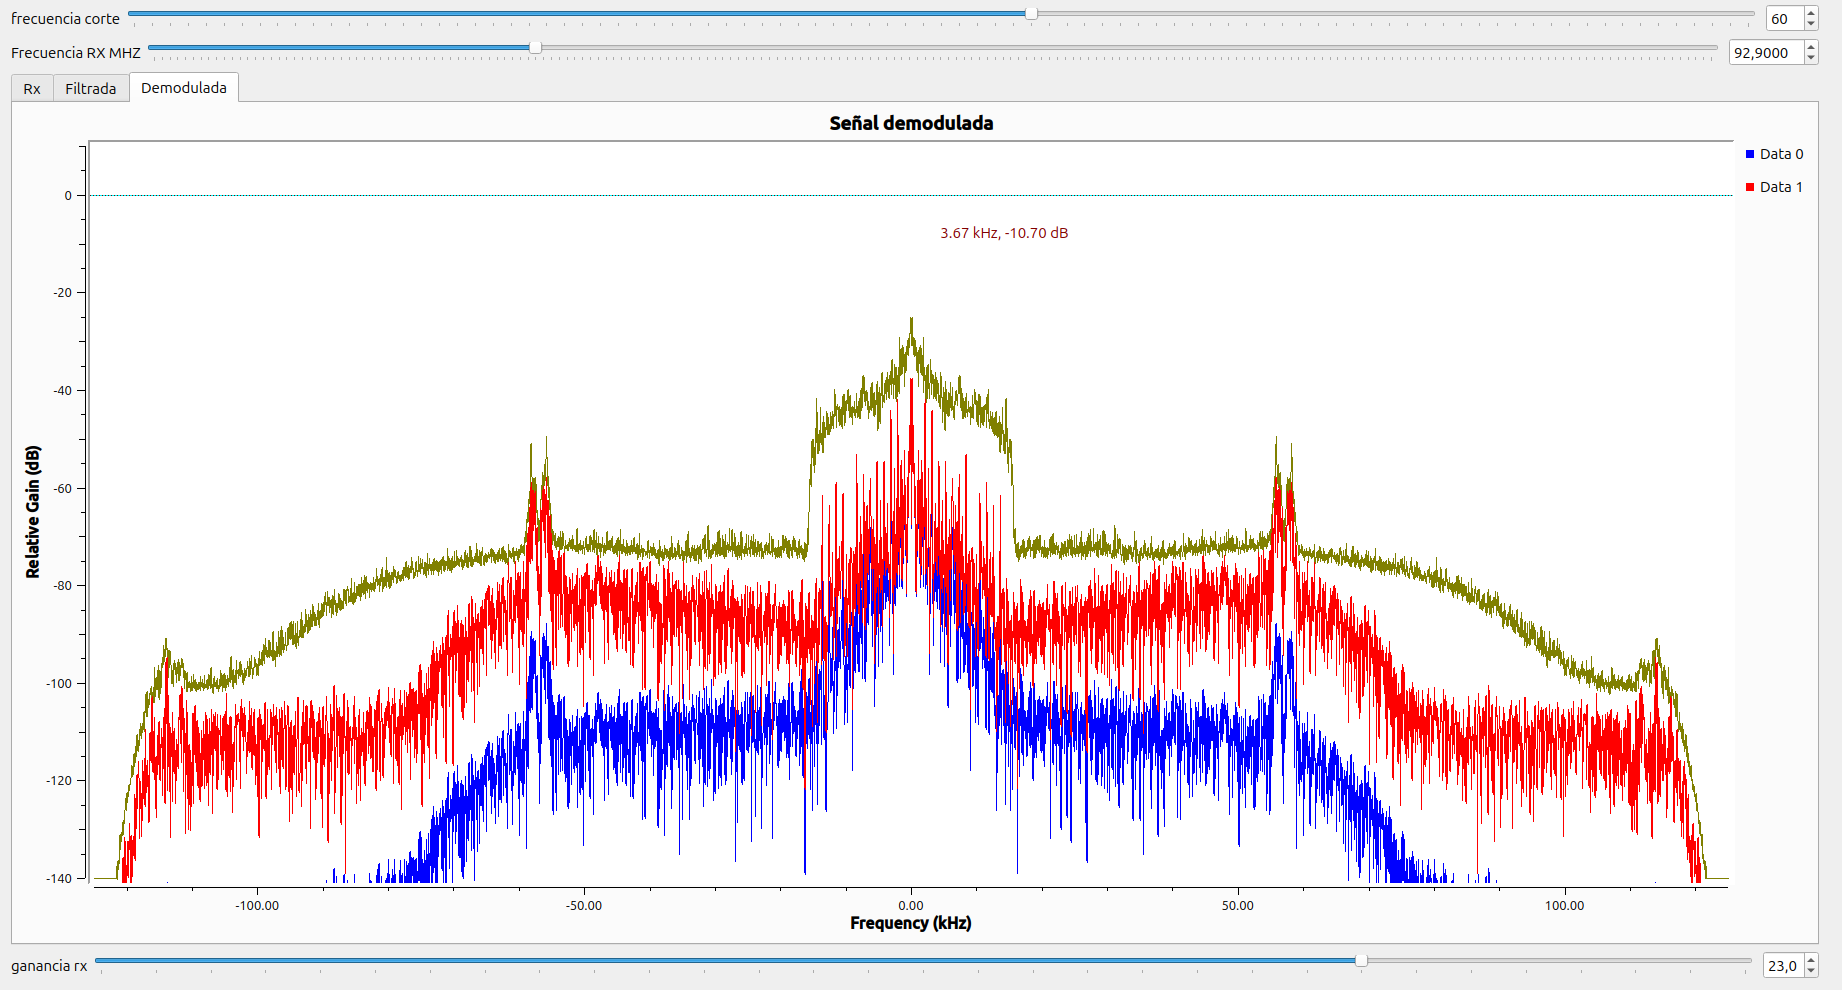 frecuencia corte 60
Frecuencia RX MHZ 92,9000
Rx Filtrada Demodulada
Señal demodulada
Data 0
Data 1
3.67 kHz, -10.70 dB
Relative Gain (dB)
0
-20
-40
-60
-80
-100
-120
-140
-100.00 -50.00 0.00 50.00 100.00
Frequency (kHz)
ganancia rx 23,0